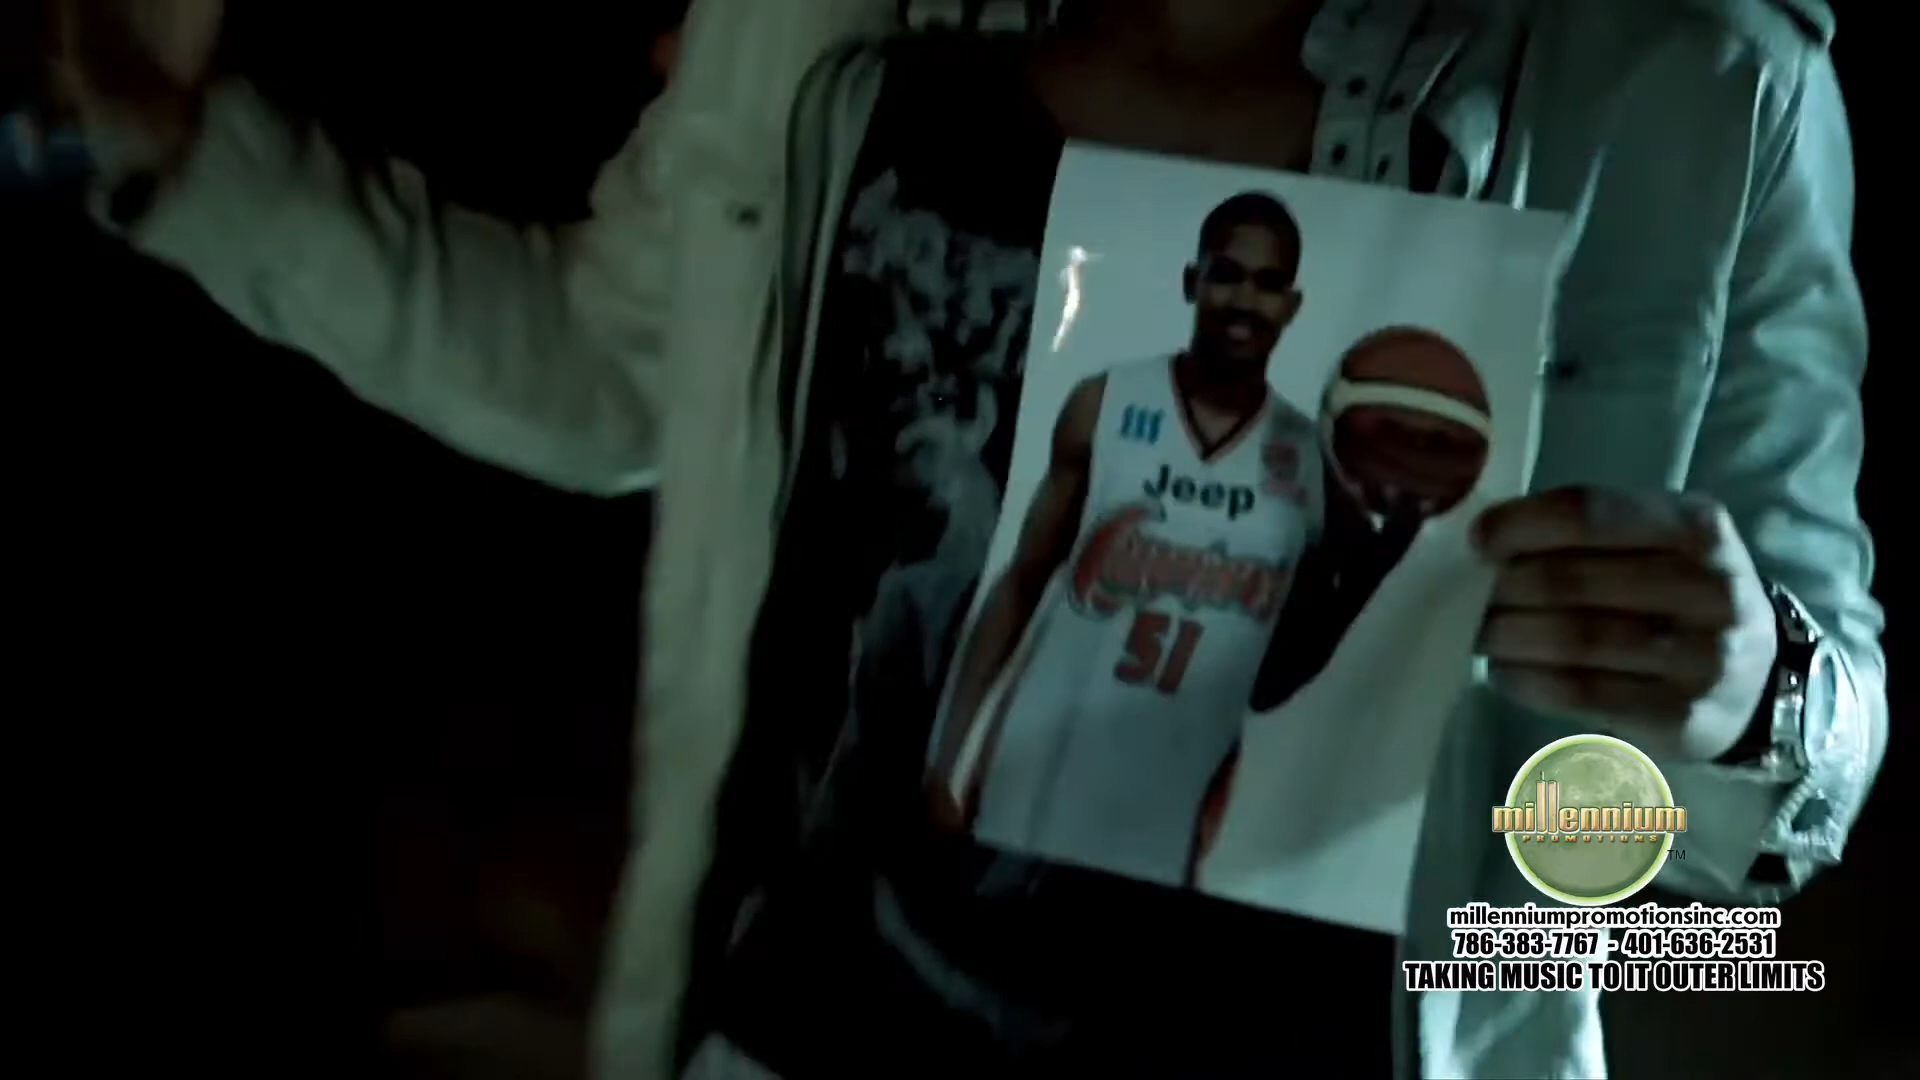 Jeep
51
millennium
PROMOTIONS
TM
millenniumpromotionsinc.com
786-383-7767 - 401-636-2531
TAKING MUSIC TO IT OUTER LIMITS